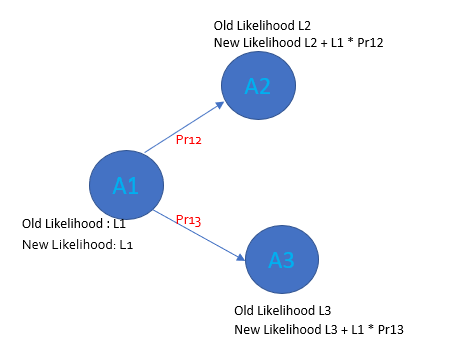 Old Likelihood L2
New Likelihood L2 + L1 * Pr12
A2
Pr12
A1
Pr13
Old Likelihood : L1
New Likelihood: L1
A3
Old Likelihood L3
New Likelihood L3 + L1 * Pr13